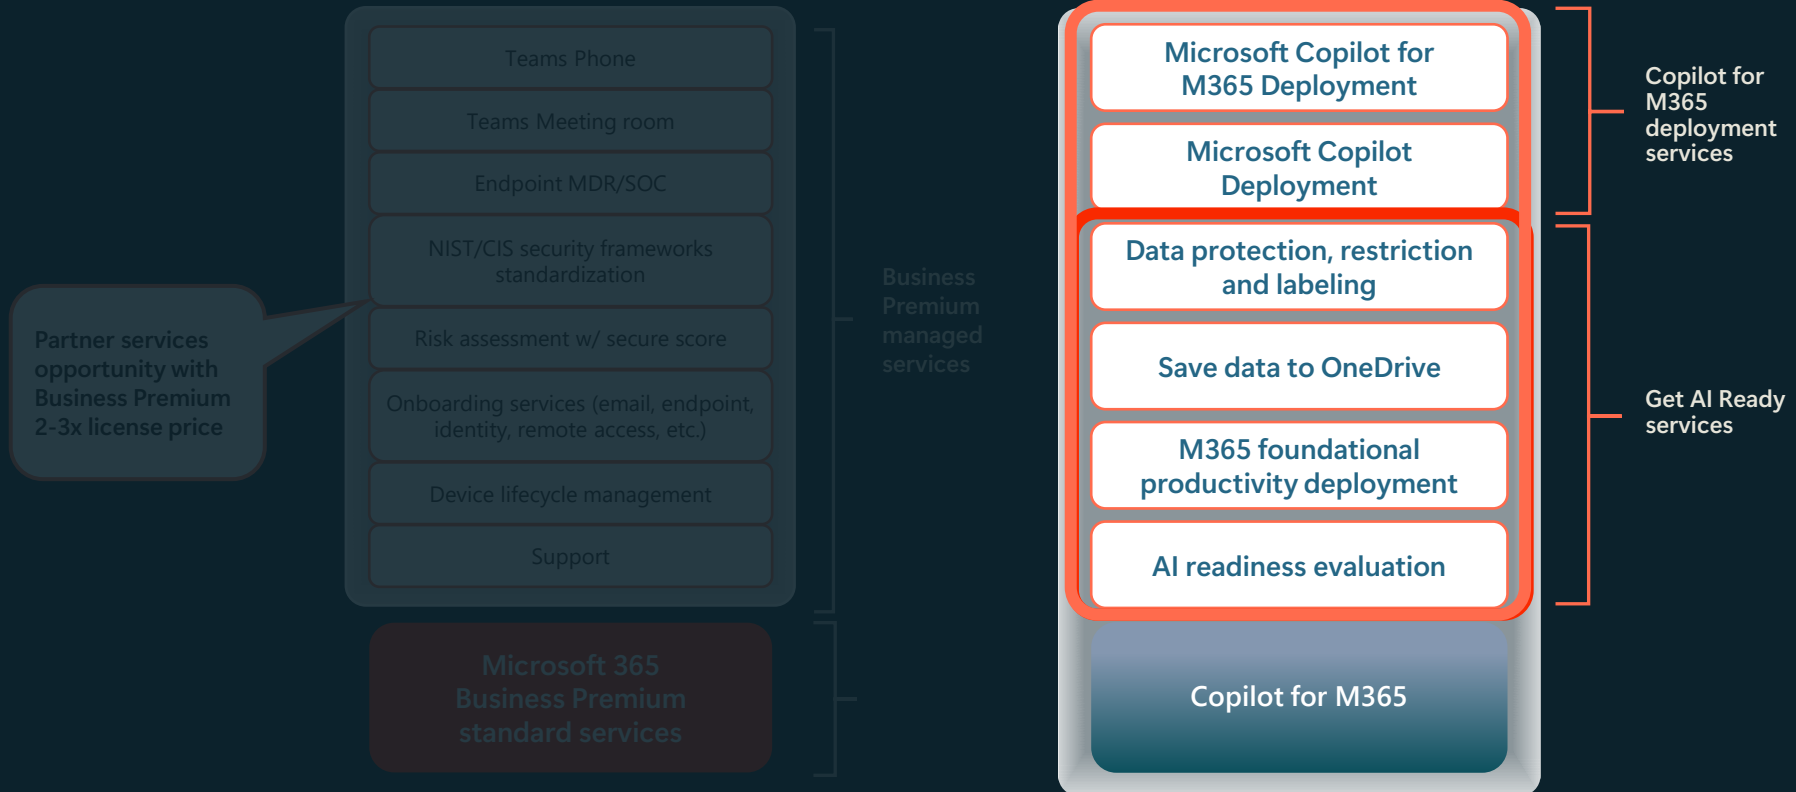 Partner services
opportunity with
Business Premium
2-3x license price
Teams Phone
Teams Meeting room
Endpoint MDR/SOC
NIST/CIS security frameworks
standardization
Risk assessment w/ secure score
Onboarding services (email, endpoint,
identity, remote access, etc.)
Device lifecycle management
Support
Microsoft 365
Business Premium
standard services
Business
Premium
managed
services
Microsoft Copilot for
M365 Deployment
Microsoft Copilot
Deployment
Data protection, restriction
and labeling
Save data to OneDrive
M365 foundational
productivity deployment
AI readiness evaluation
Copilot for M365
Copilot for
M365
deployment
services
Get AI Ready
services